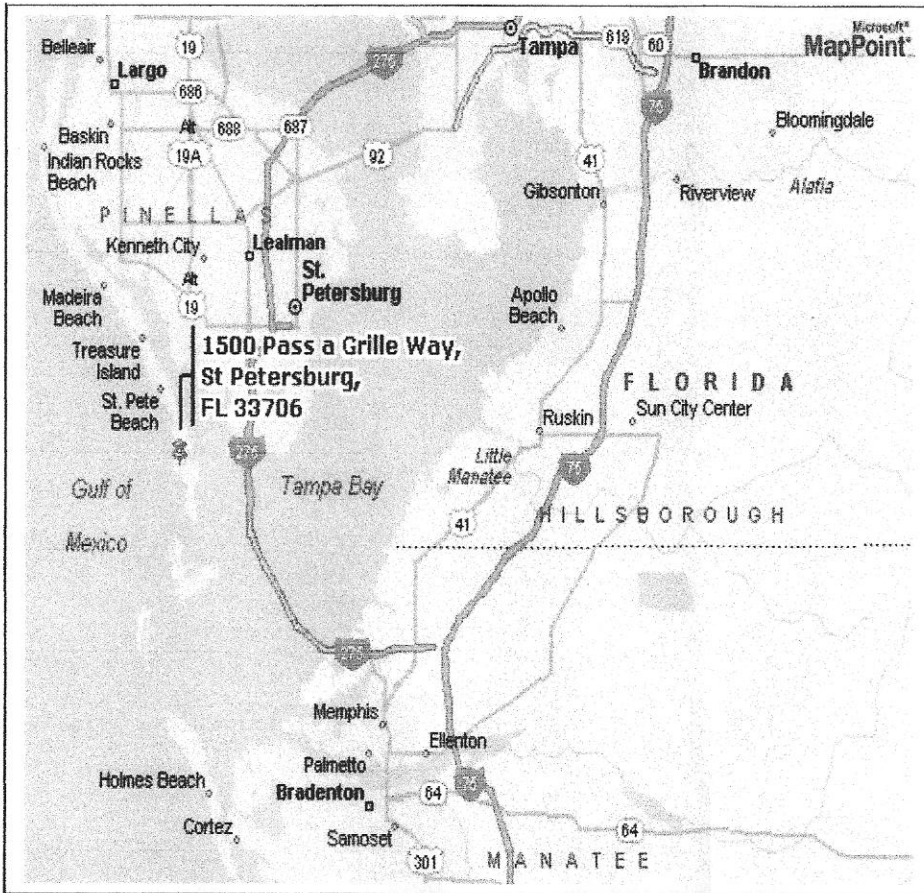 Microsoft®
MapPoint®
Belleair
19
Largo
275
Tampa
618
60
Brandon
686
75
Baskin
Alt
688
687
Bloomingdale
Indian Rocks
Beach
19A
92
41
Gibsonton
Riverview
Alafia
PINELLAS
Kenneth City
Lealman
Alt
St.
Petersburg
Madeira
Beach
19
Apollo
Beach
Treasure
Island
1500 Pass a Grille Way,
St Petersburg,
FL 33706
St. Pete
Beach
FLORIDA
Sun City Center
Ruskin
275
Little
Manatee
75
Gulf of
Mexico
Tampa Bay
41
HILLSBOROUGH
275
Memphis
Ellenton
Palmetto
Holmes Beach
75
Bradenton
64
Cortez
Samoset
64
301
MANATEE